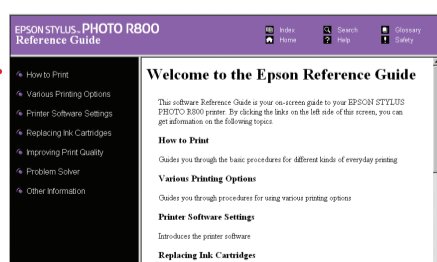 EPSON STYLUS™ PHOTO R800
Reference Guide
Index Search Glossary
Home Help Safety
How to Print
Various Printing Options
Printer Software Settings
Replacing Ink Cartridges
Improving Print Quality
Problem Solver
Other Information
Welcome to the Epson Reference Guide
This software Reference Guide is your on-screen guide to your EPSON STYLUS
PHOTO R800 printer. By clicking the links on the left side of this screen, you can
get information on the following topics.
How to Print
Guides you through the basic procedures for different kinds of everyday printing
Various Printing Options
Guides you through procedures for using various printing options
Printer Software Settings
Introduces the printer software
Replacing Ink Cartridges